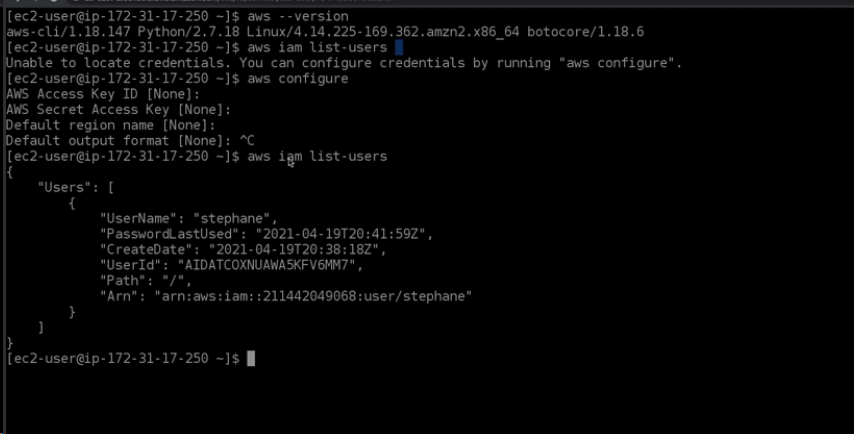 [ec2-user@ip-172-31-17-250 ~]$ aws --version
aws-cli/1.18.147 Python/2.7.18 Linux/4.14.225-169.362.amzn2.x86_64 botocore/1.18.6
[ec2-user@ip-172-31-17-250 ~]$ aws iam list-users
Unable to locate credentials. You can configure credentials by running "aws configure".
[ec2-user@ip-172-31-17-250 ~]$ aws configure
AWS Access Key ID [None]:
AWS Secret Access Key [None]:
Default region name [None]:
Default output format [None]: ^C
[ec2-user@ip-172-31-17-250 ~]$ aws iam list-users
{
    "Users": [
        {
            "UserName": "stephane",
            "PasswordLastUsed": "2021-04-19T20:41:59Z",
            "CreateDate": "2021-04-19T20:38:18Z",
            "UserId": "AIDATCOXNUAWA5KFV6MM7",
            "Path": "/",
            "Arn": "arn:aws:iam::211442049068:user/stephane"
        }
    ]
}
[ec2-user@ip-172-31-17-250 ~]$